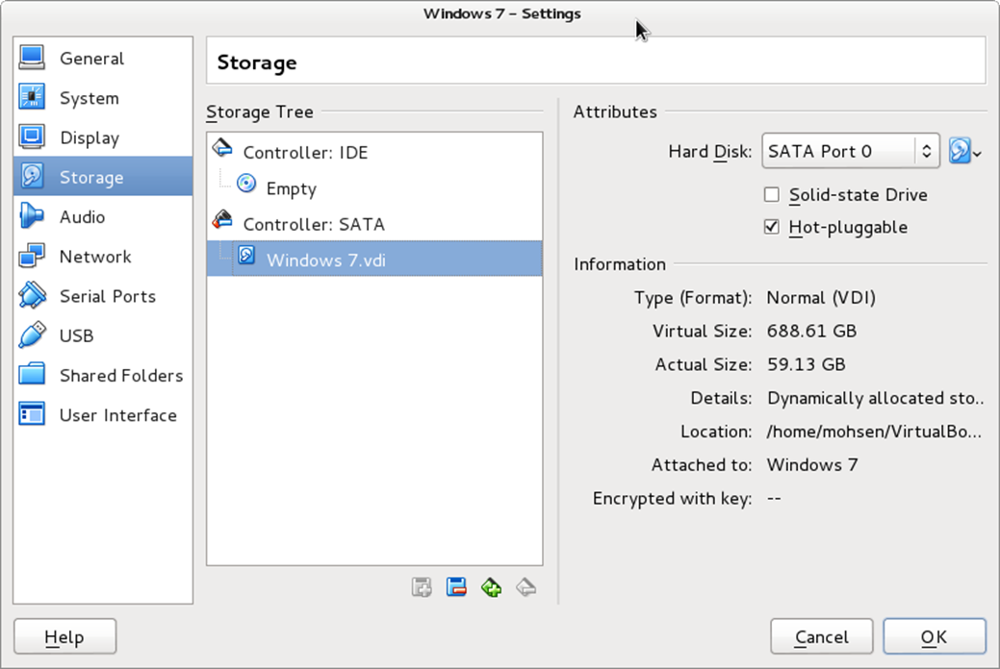 Windows 7 – Settings
General
System
Display
Storage
Audio
Network
Serial Ports
USB
Shared Folders
User Interface
Storage
Storage Tree
Controller: IDE
Empty
Controller: SATA
Windows 7.vdi
Attributes
Hard Disk: SATA Port 0
Solid-state Drive
Hot-pluggable
Information
Type (Format): Normal (VDI)
Virtual Size: 688.61 GB
Actual Size: 59.13 GB
Details: Dynamically allocated sto..
Location: /home/mohsen/VirtualBo...
Attached to: Windows 7
Encrypted with key: --
Help
Cancel
OK